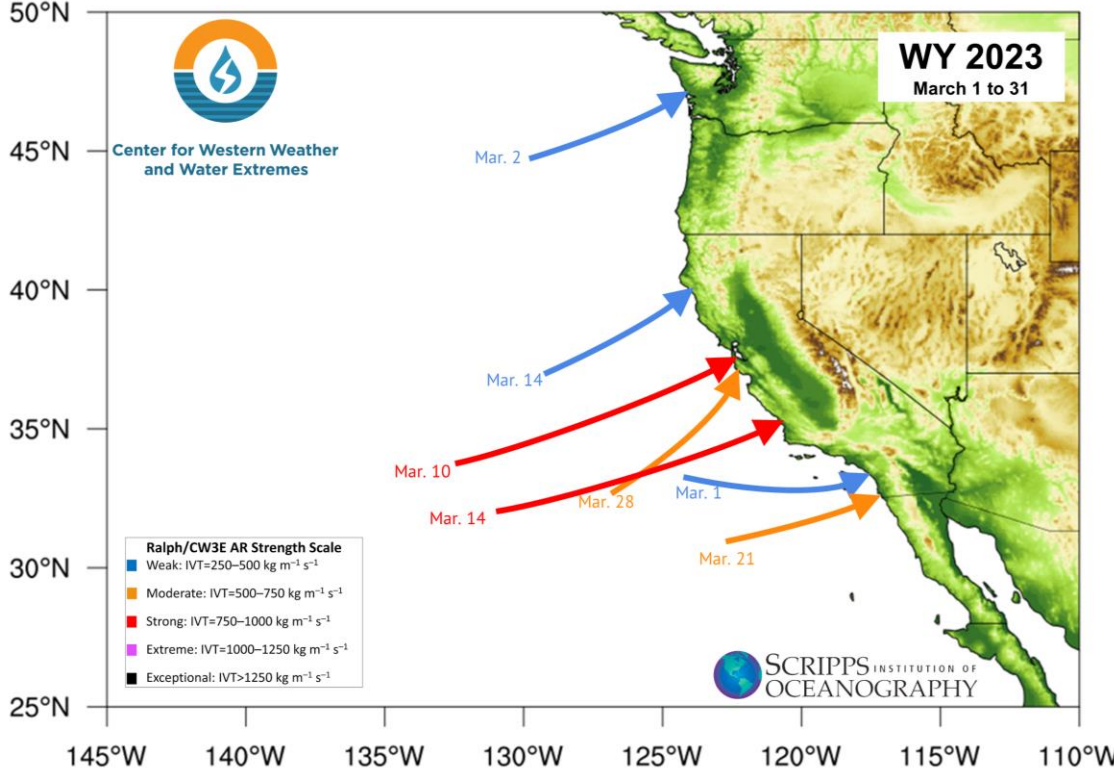 50°N
45°N
40°N
35°N
30°N
25°N
WY 2023
March 1 to 31
Center for Western Weather
and Water Extremes
Mar. 2
Mar. 14
Mar. 10
Mar. 28
Mar. 1
Mar. 14
Mar. 21
Ralph/CW3E AR Strength Scale
Weak: IVT=250–500 kg m⁻¹ s⁻¹
Moderate: IVT=500–750 kg m⁻¹ s⁻¹
Strong: IVT=750–1000 kg m⁻¹ s⁻¹
Extreme: IVT=1000–1250 kg m⁻¹ s⁻¹
Exceptional: IVT>1250 kg m⁻¹ s⁻¹
SCRIPPS INSTITUTION OF
OCEANOGRAPHY
145°W 140°W 135°W 130°W 125°W 120°W 115°W 110°W